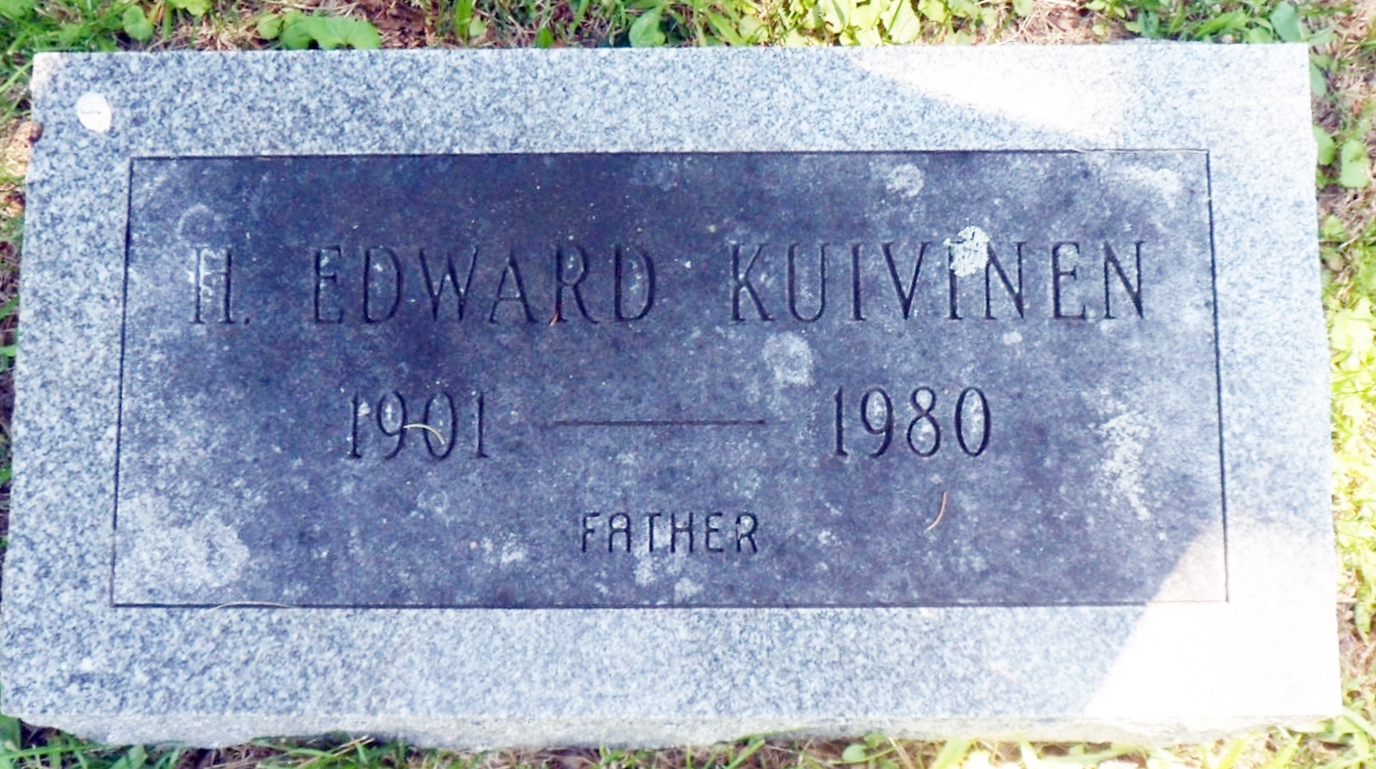 H. EDWARD KUIVINEN
1901 — 1980
FATHER